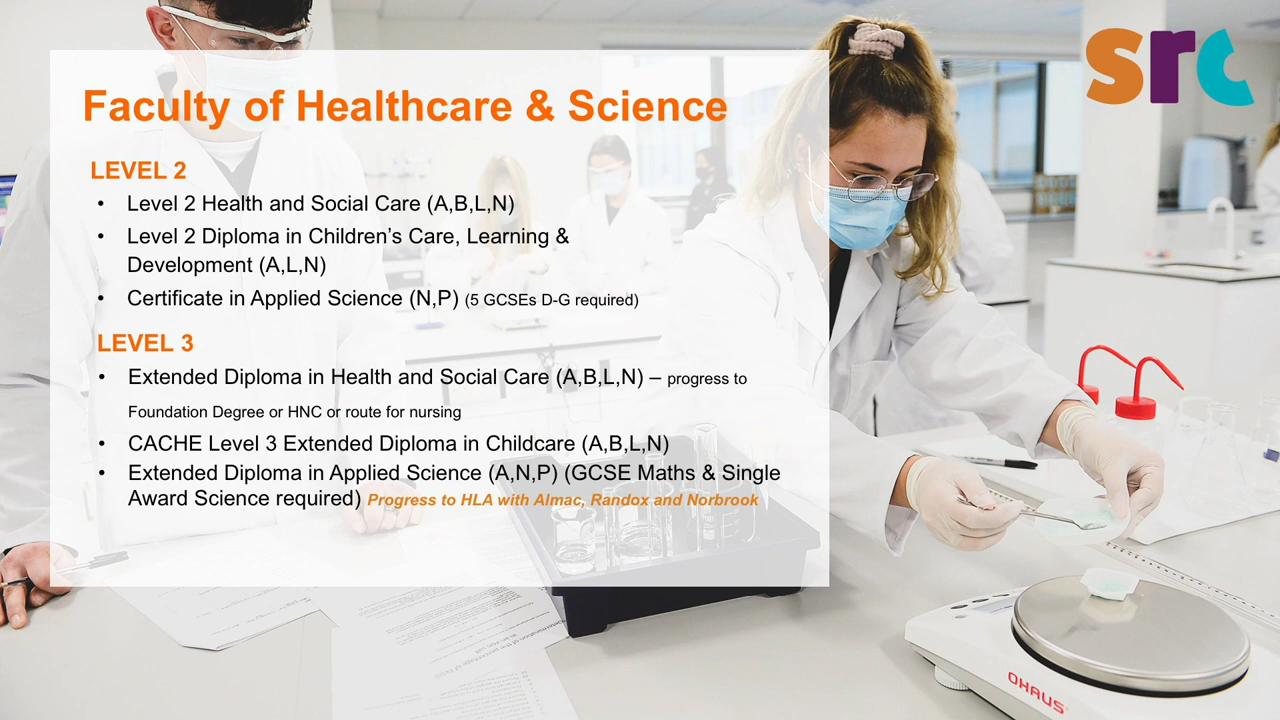 src
Faculty of Healthcare & Science
LEVEL 2
• Level 2 Health and Social Care (A,B,L,N)
• Level 2 Diploma in Children’s Care, Learning &
Development (A,L,N)
• Certificate in Applied Science (N,P) (5 GCSEs D-G required)
LEVEL 3
• Extended Diploma in Health and Social Care (A,B,L,N) – progress to
Foundation Degree or HNC or route for nursing
• CACHE Level 3 Extended Diploma in Childcare (A,B,L,N)
• Extended Diploma in Applied Science (A,N,P) (GCSE Maths & Single
Award Science required) Progress to HLA with Almac, Randox and Norbrook
OHAUS